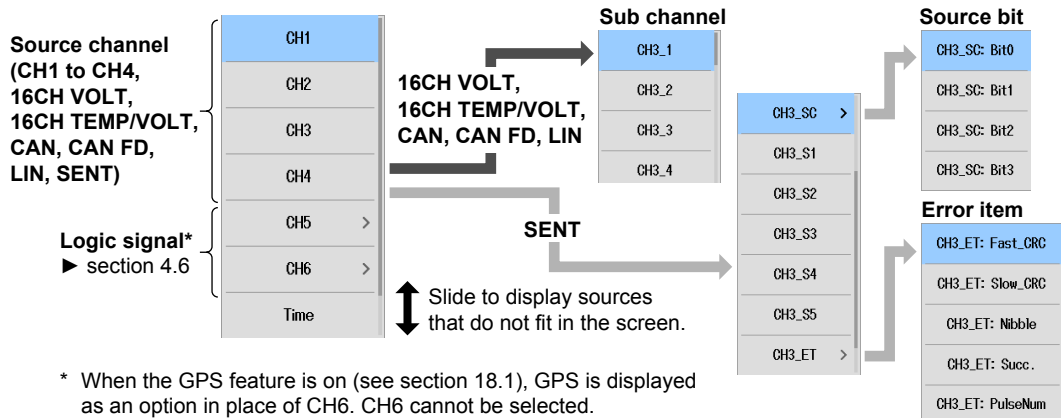 Source channel
(CH1 to CH4,
16CH VOLT,
16CH TEMP/VOLT,
CAN, CAN FD,
LIN, SENT)
Logic signal*
► section 4.6
CH1
CH2
CH3
CH4
CH5 >
CH6 >
Time
16CH VOLT,
16CH TEMP/VOLT,
CAN, CAN FD, LIN
SENT
Slide to display sources
that do not fit in the screen.
Sub channel
CH3_1
CH3_2
CH3_3
CH3_4
CH3_SC >
CH3_S1
CH3_S2
CH3_S3
CH3_S4
CH3_S5
CH3_ET >
Source bit
CH3_SC: Bit0
CH3_SC: Bit1
CH3_SC: Bit2
CH3_SC: Bit3
Error item
CH3_ET: Fast_CRC
CH3_ET: Slow_CRC
CH3_ET: Nibble
CH3_ET: Succ.
CH3_ET: PulseNum
* When the GPS feature is on (see section 18.1), GPS is displayed
as an option in place of CH6. CH6 cannot be selected.